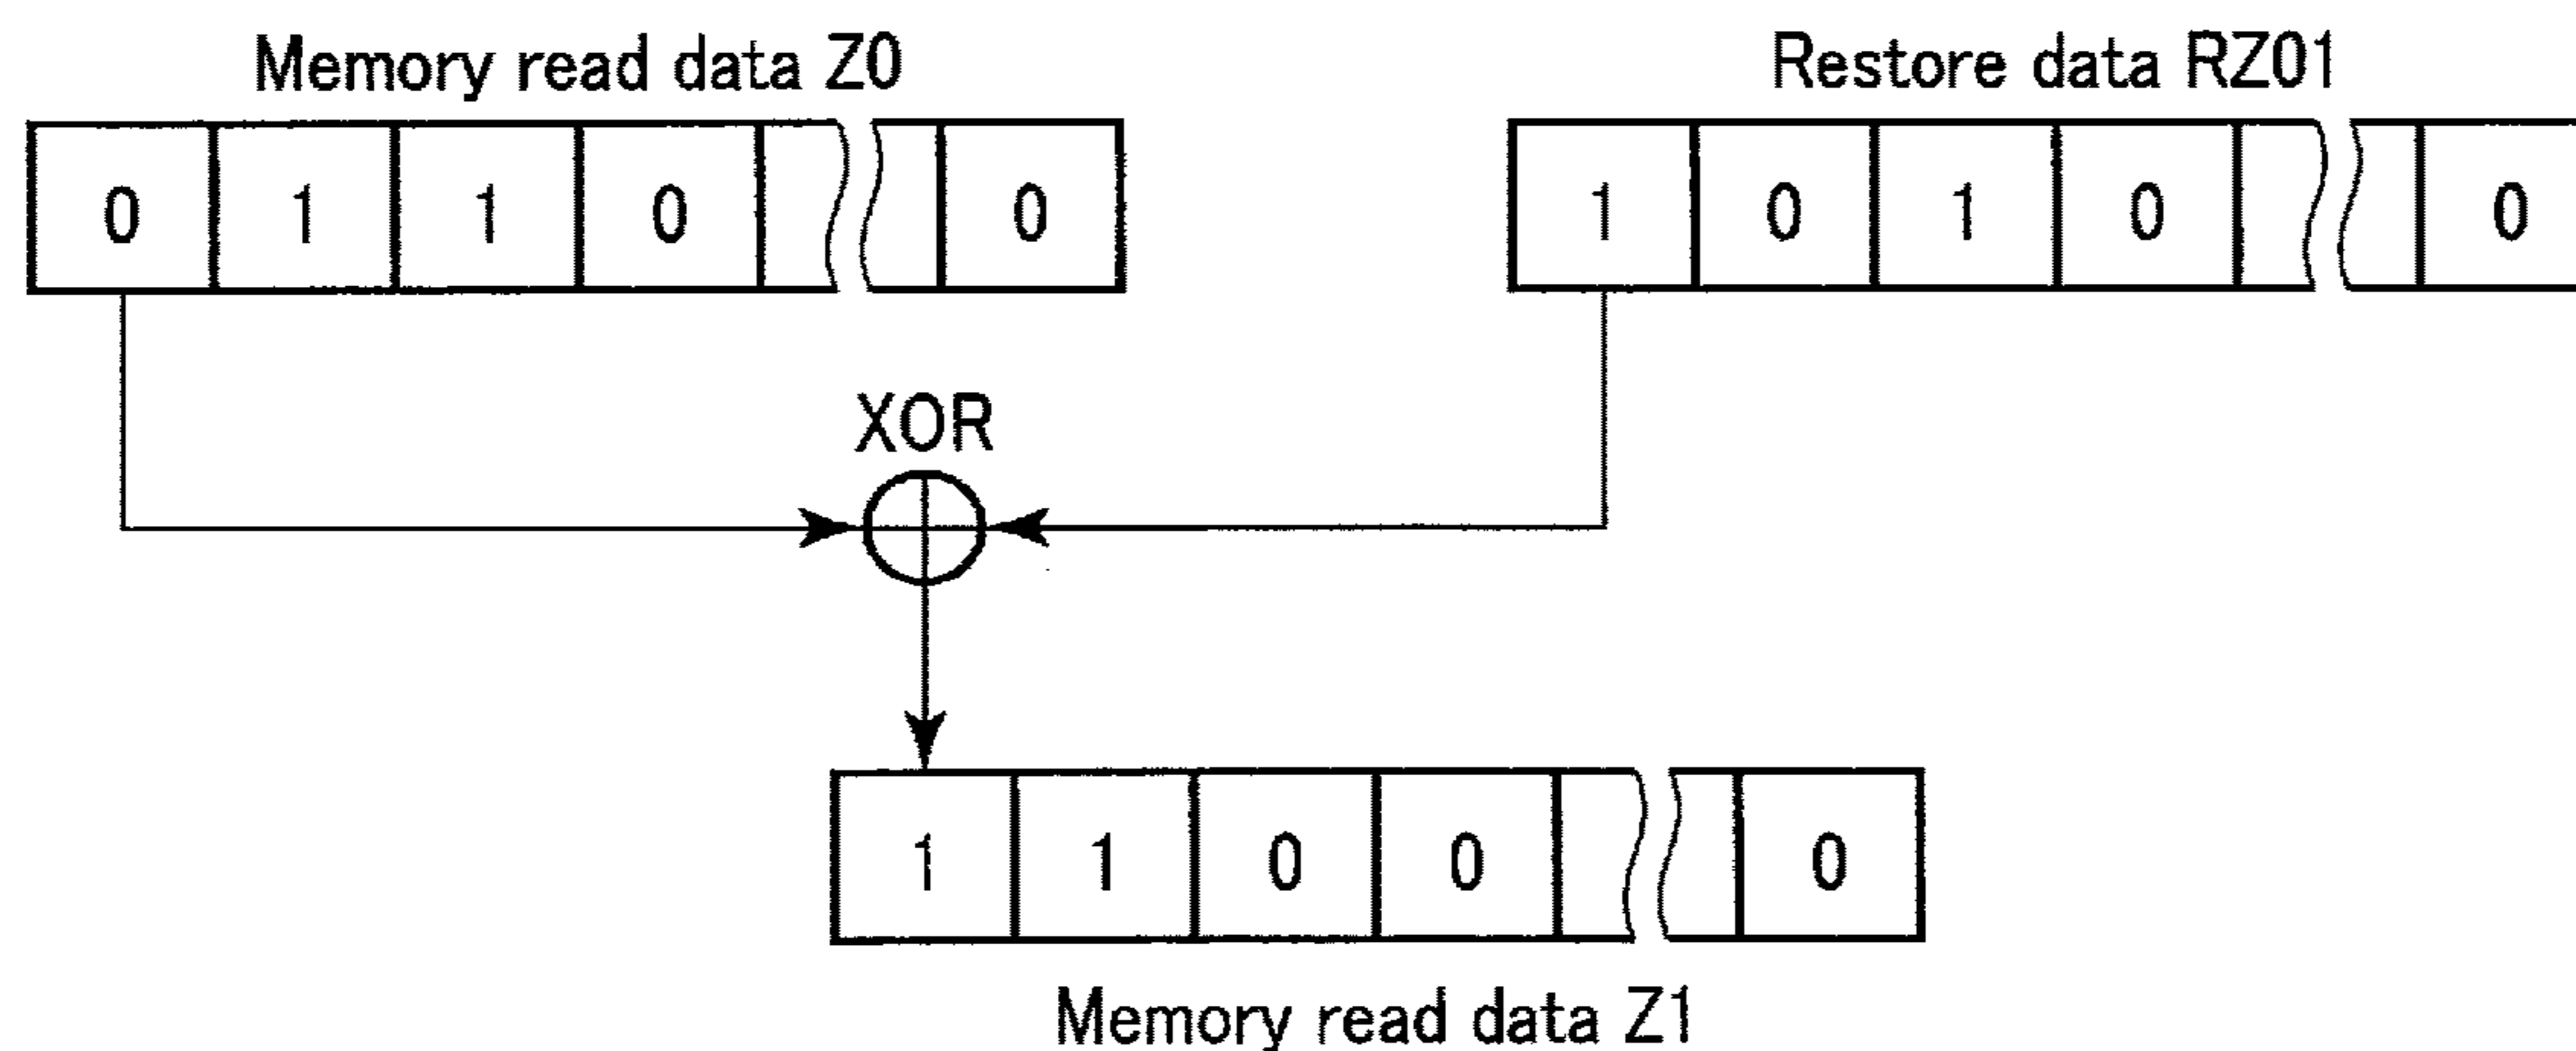 Memory read data Z0
Restore data RZ01
0 1 1 0 0
1 0 1 0 0
XOR
1 1 0 0 0
Memory read data Z1